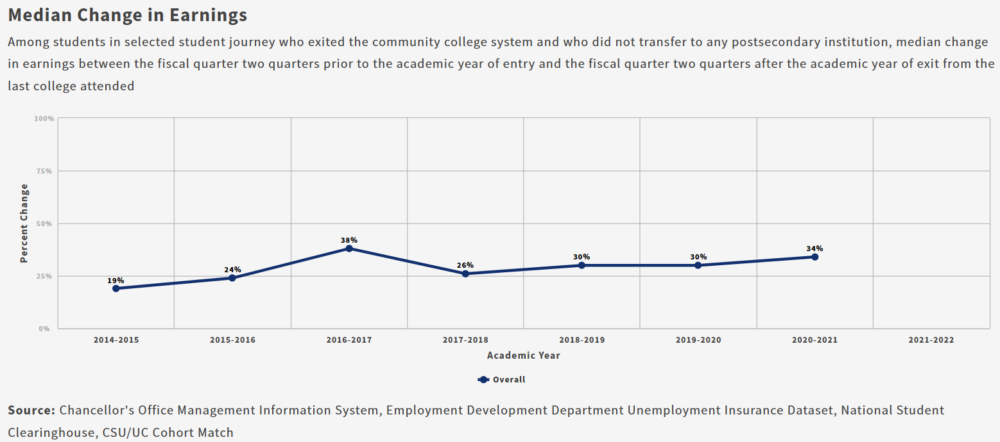 Median Change in Earnings
Among students in selected student journey who exited the community college system and who did not transfer to any postsecondary institution, median change
in earnings between the fiscal quarter two quarters prior to the academic year of entry and the fiscal quarter two quarters after the academic year of exit from the
last college attended
100%
75%
50%
25%
0%
Percent Change
19%
24%
38%
26%
30%
30%
34%
2014-2015
2015-2016
2016-2017
2017-2018
2018-2019
2019-2020
2020-2021
2021-2022
Academic Year
Overall
Source: Chancellor's Office Management Information System, Employment Development Department Unemployment Insurance Dataset, National Student
Clearinghouse, CSU/UC Cohort Match